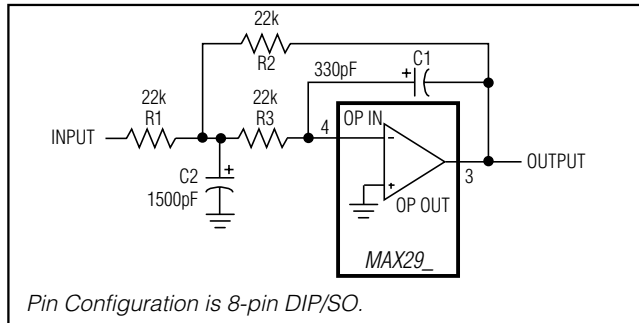 22k
R2
330pF
C1
+
22k
R1
22k
R3
4
OP IN
INPUT
−
+
C2
1500pF
+
3
OUTPUT
OP OUT
MAX29_
Pin Configuration is 8-pin DIP/SO.